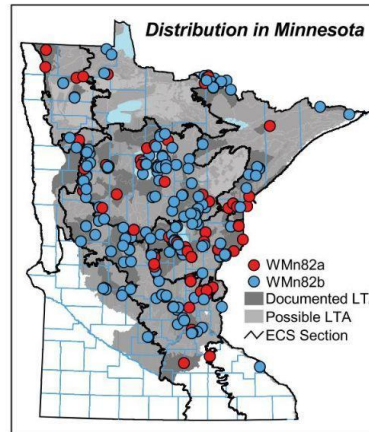 Distribution in Minnesota
WMn82a
WMn82b
Documented LT
Possible LTA
ECS Section